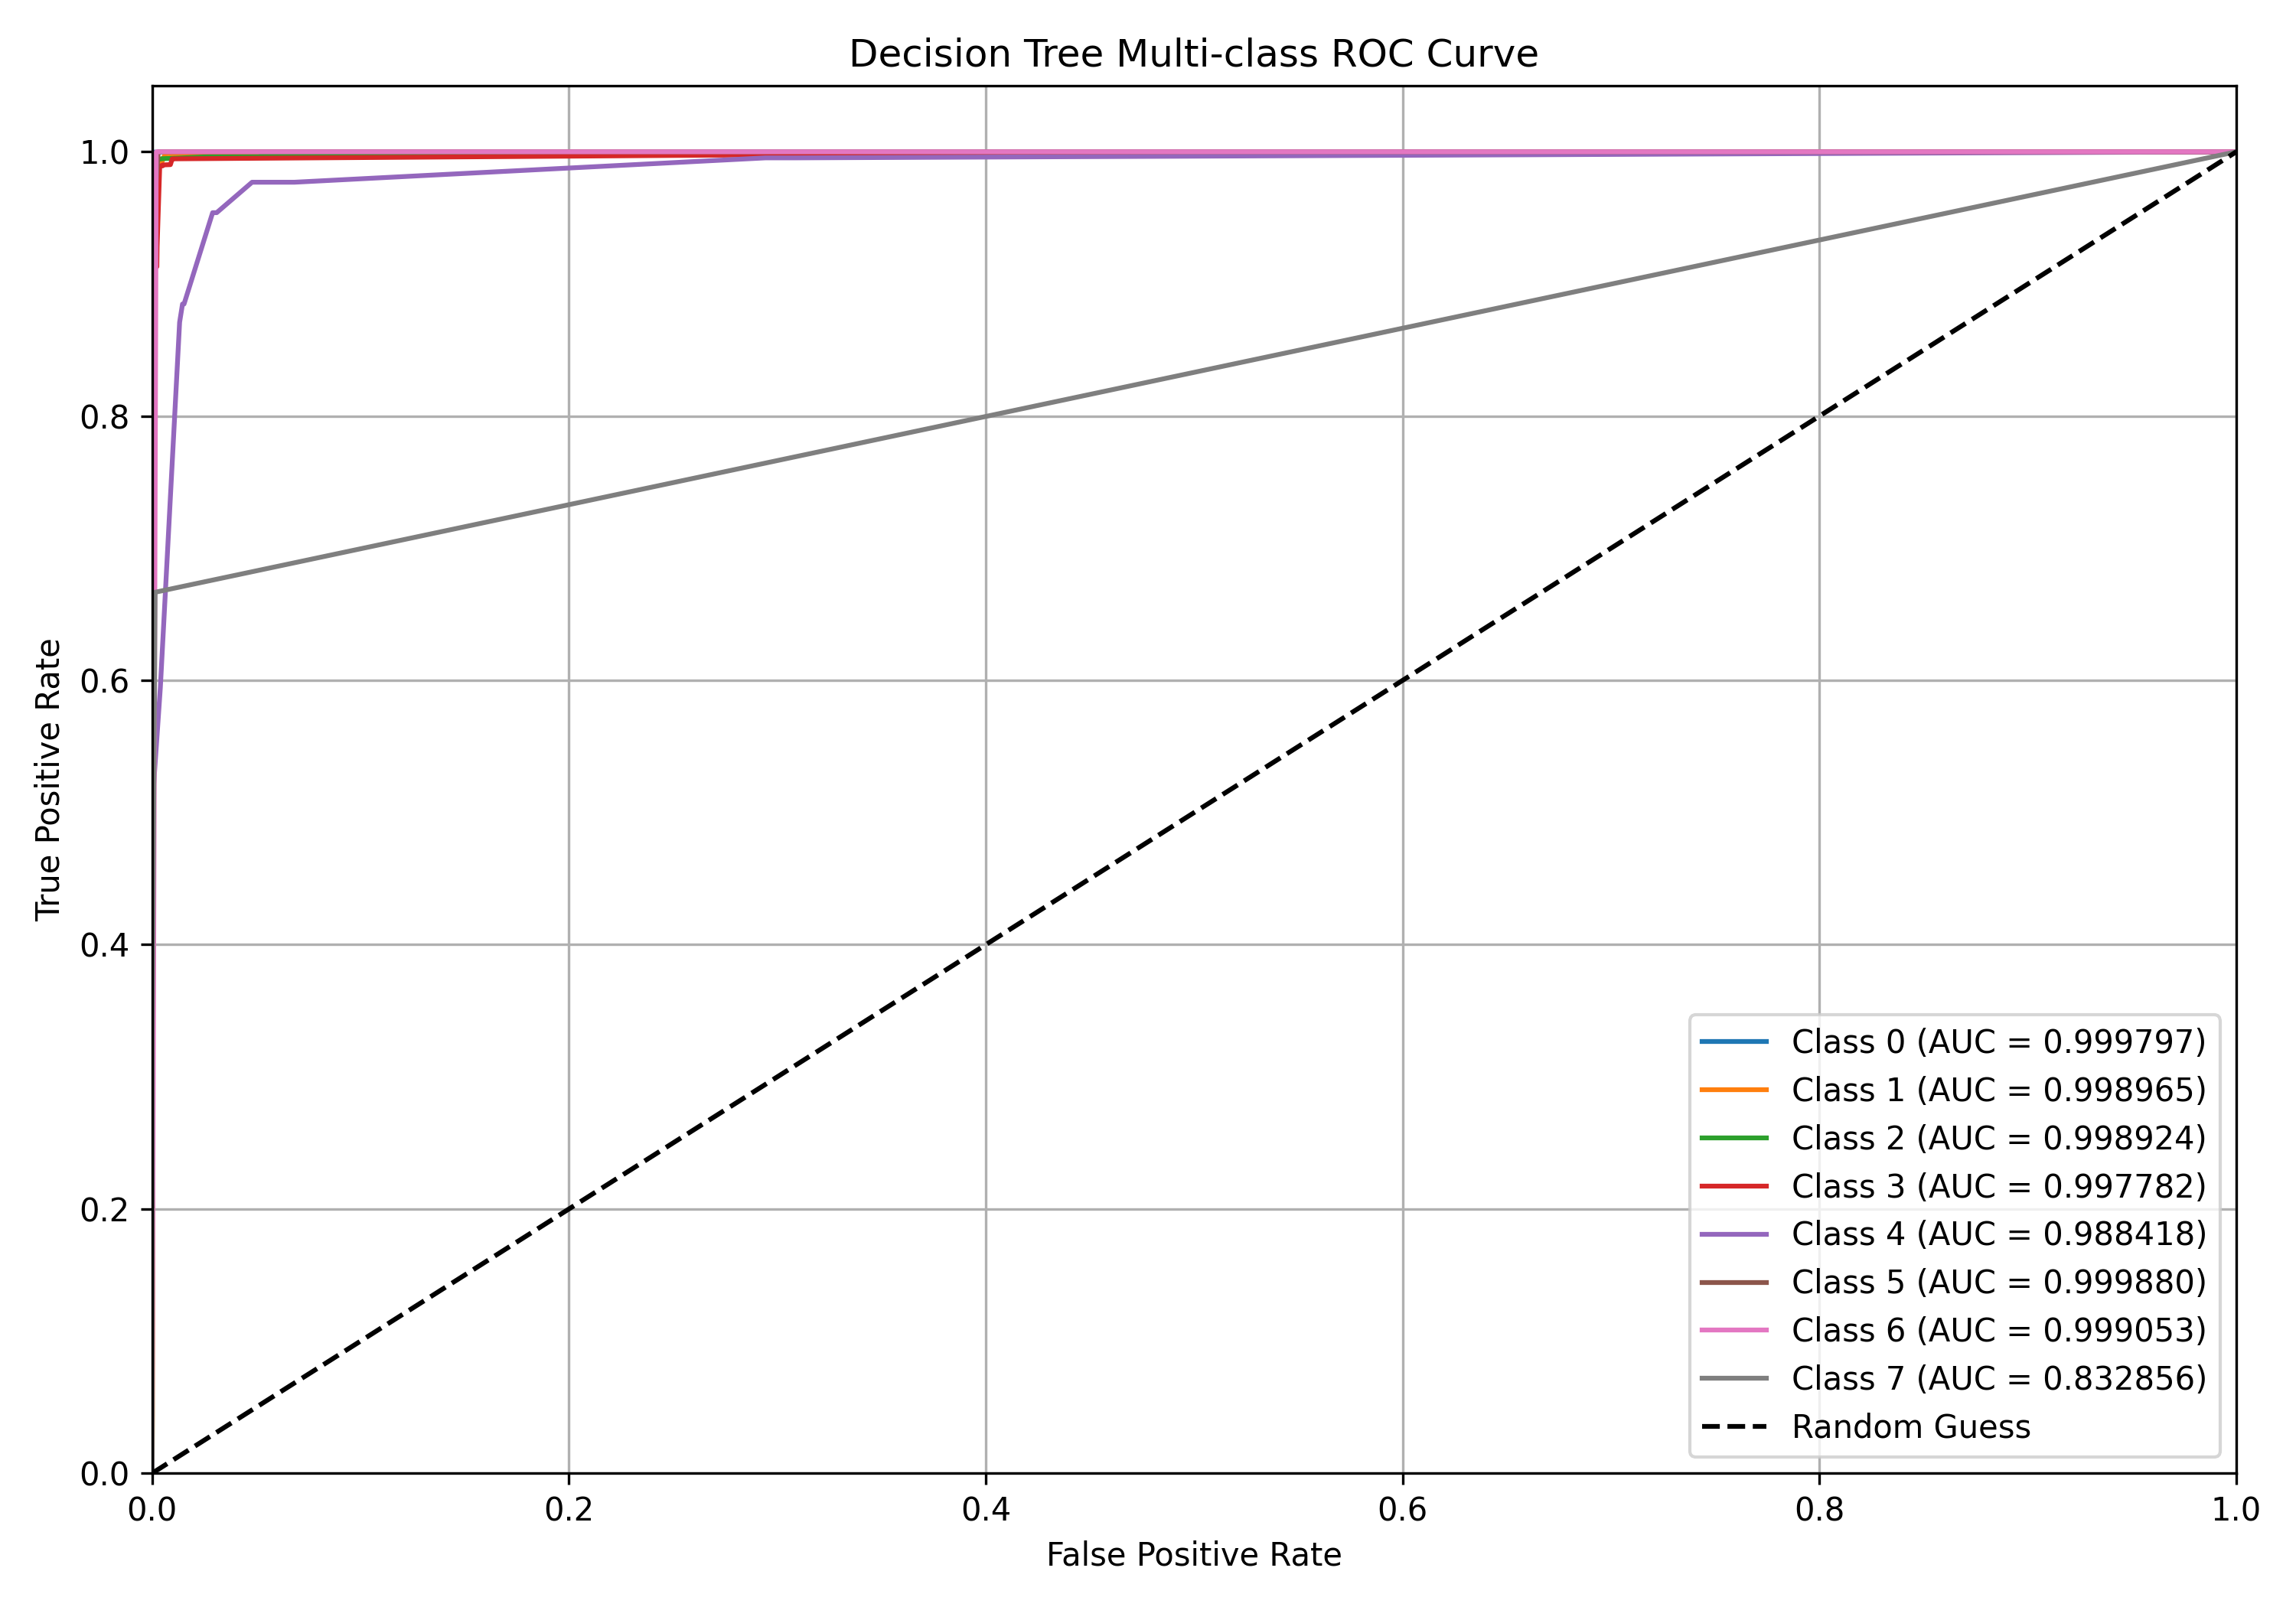 Decision Tree Multi-class ROC Curve
1.0
0.8
0.6
0.4
0.2
0.0
True Positive Rate
0.0 0.2 0.4 0.6 0.8 1.0
False Positive Rate
Class 0 (AUC = 0.999797)
Class 1 (AUC = 0.998965)
Class 2 (AUC = 0.998924)
Class 3 (AUC = 0.997782)
Class 4 (AUC = 0.988418)
Class 5 (AUC = 0.999880)
Class 6 (AUC = 0.999053)
Class 7 (AUC = 0.832856)
Random Guess